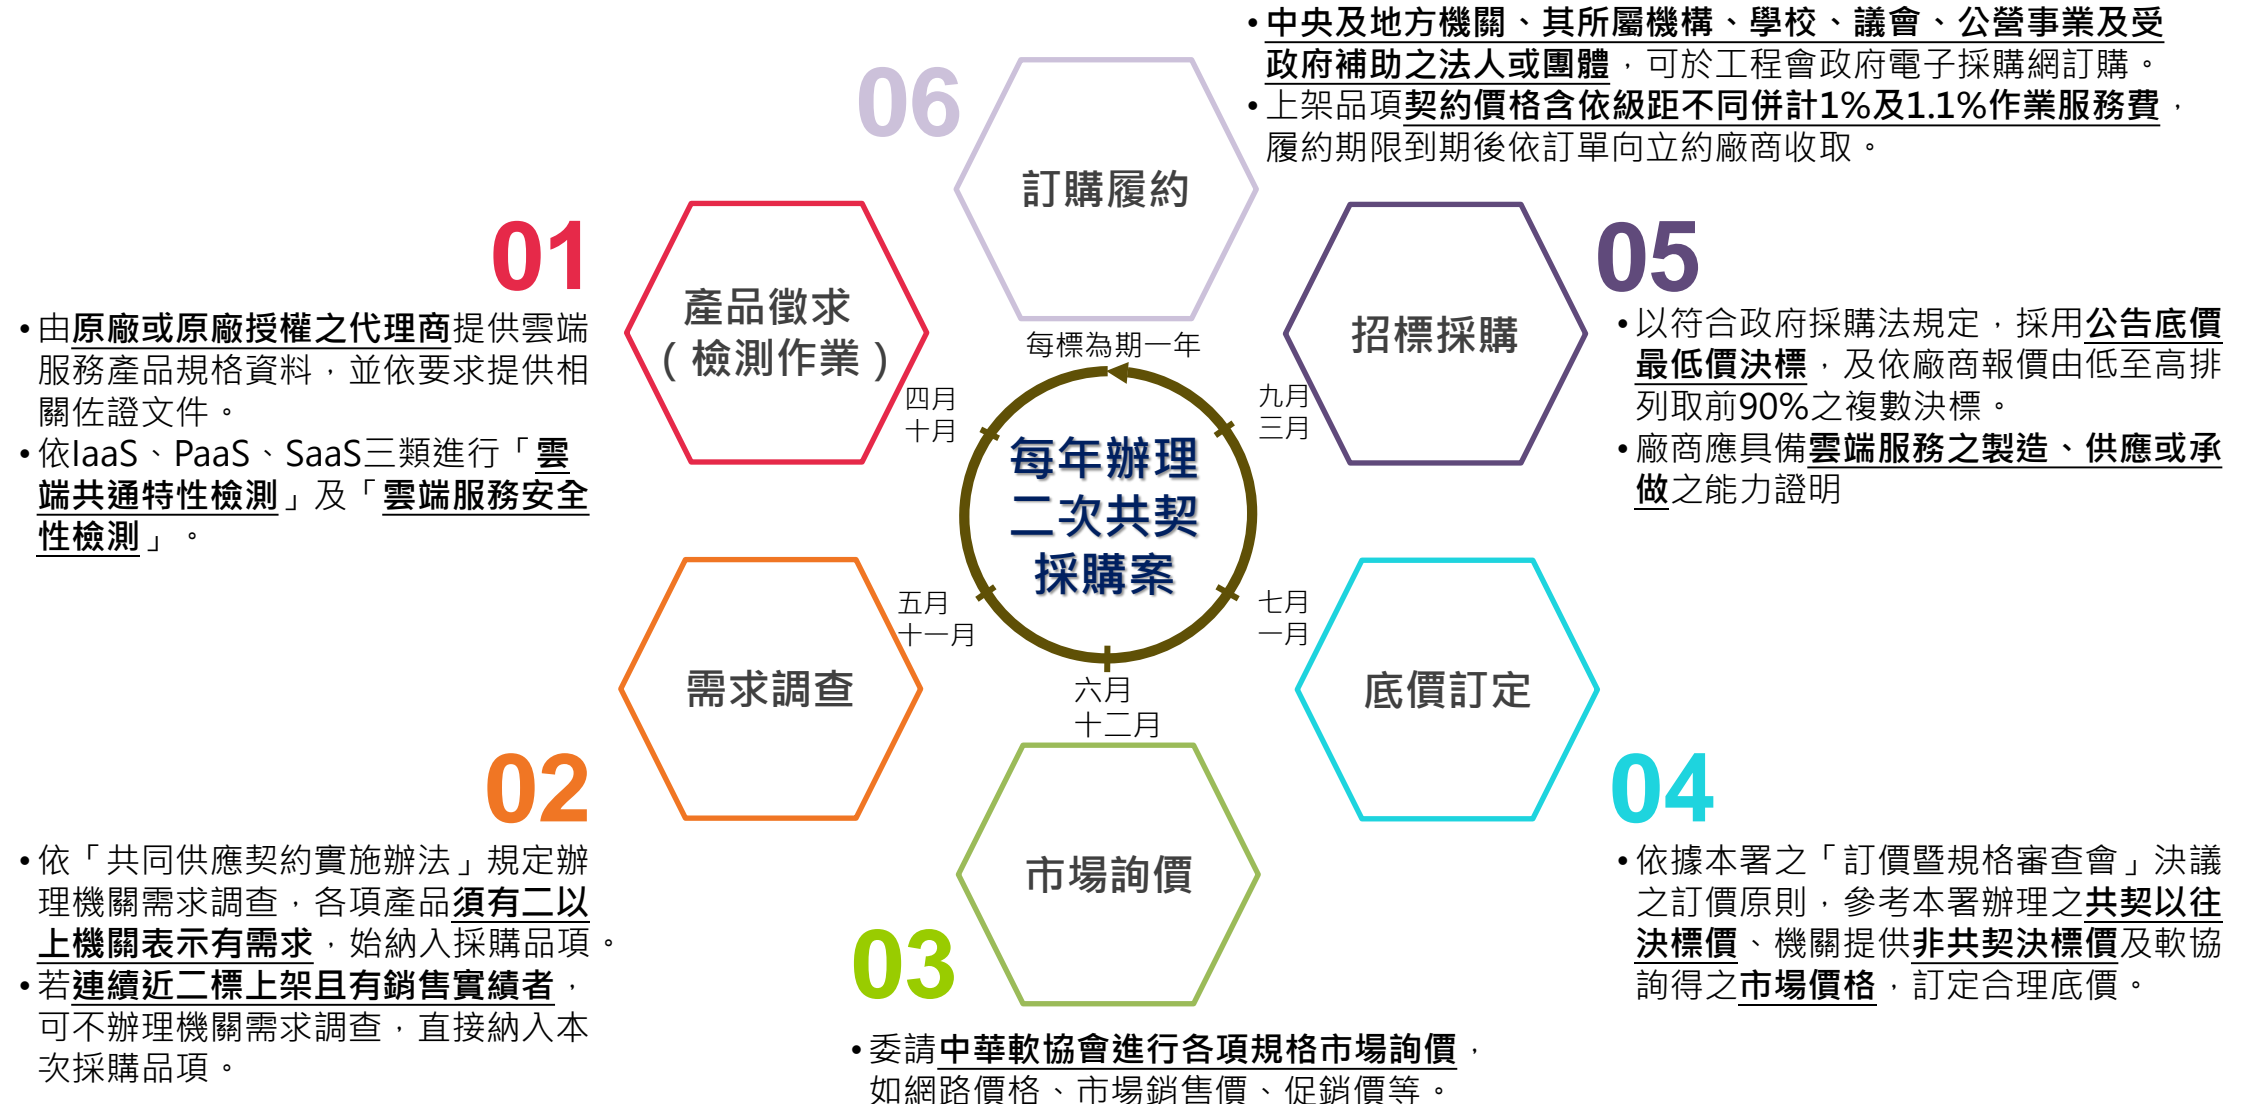 06
訂購履約
•中央及地方機關、其所屬機構、學校、議會、公營事業及受
政府補助之法人或團體，可於工程會政府電子採購網訂購。
•上架品項契約價格含依級距不同併計1%及1.1%作業服務費，
履約期限到期後依訂單向立約廠商收取。
01
產品徵求
（檢測作業）
•由原廠或原廠授權之代理商提供雲端
服務產品規格資料，並依要求提供相
關佐證文件。
•依IaaS、PaaS、SaaS三類進行「雲
端共通特性檢測」及「雲端服務安全
性檢測」。
05
招標採購
•以符合政府採購法規定，採用公告底價
最低價決標，及依廠商報價由低至高排
列取前90%之複數決標。
•廠商應具備雲端服務之製造、供應或承
做之能力證明
每標為期一年
四月
十月
九月
三月
每年辦理
二次共契
採購案
五月
十一月
七月
一月
六月
十二月
需求調查
02
•依「共同供應契約實施辦法」規定辦
理機關需求調查，各項產品須有二以
上機關表示有需求，始納入採購品項。
•若連續近二標上架且有銷售實績者，
可不辦理機關需求調查，直接納入本
次採購品項。
市場詢價
03
•委請中華軟協會進行各項規格市場詢價，
如網路價格、市場銷售價、促銷價等。
底價訂定
04
•依據本署之「訂價暨規格審查會」決議
之訂價原則，參考本署辦理之共契以往
決標價、機關提供非共契決標價及軟協
詢得之市場價格，訂定合理底價。